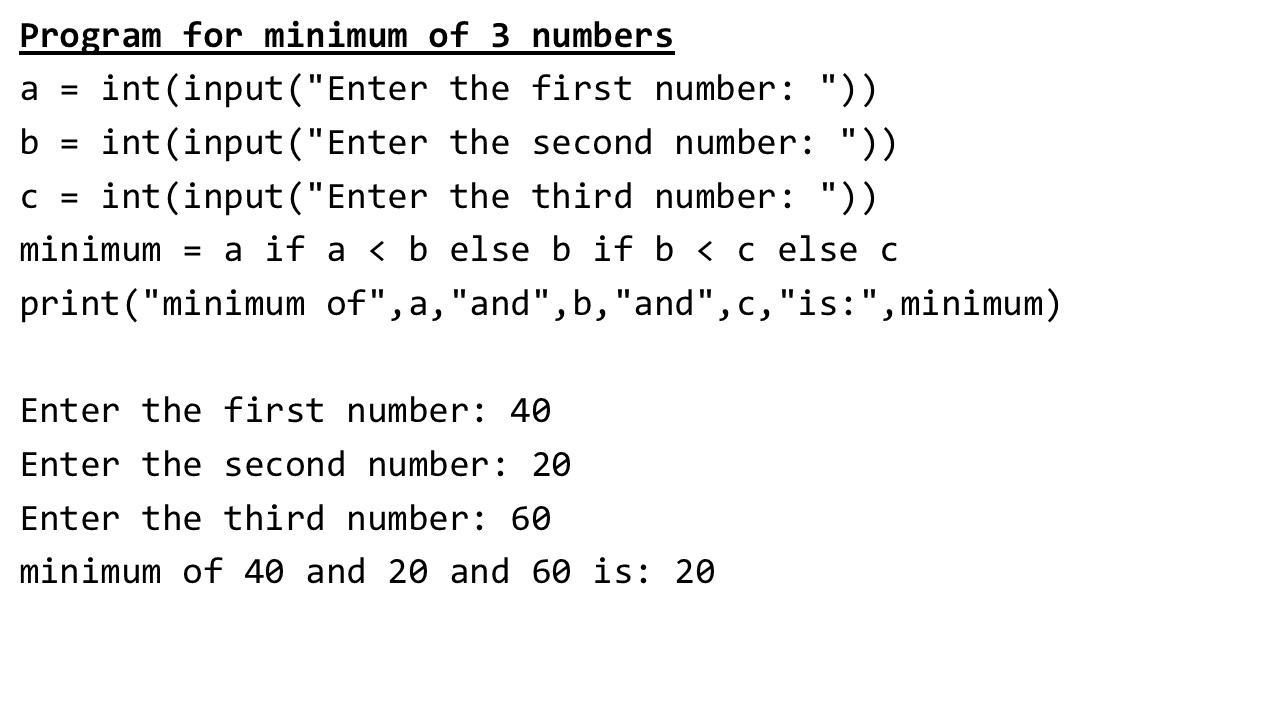 Program for minimum of 3 numbers
a = int(input("Enter the first number: "))
b = int(input("Enter the second number: "))
c = int(input("Enter the third number: "))
minimum = a if a < b else b if b < c else c
print("minimum of",a,"and",b,"and",c,"is:",minimum)
Enter the first number: 40
Enter the second number: 20
Enter the third number: 60
minimum of 40 and 20 and 60 is: 20